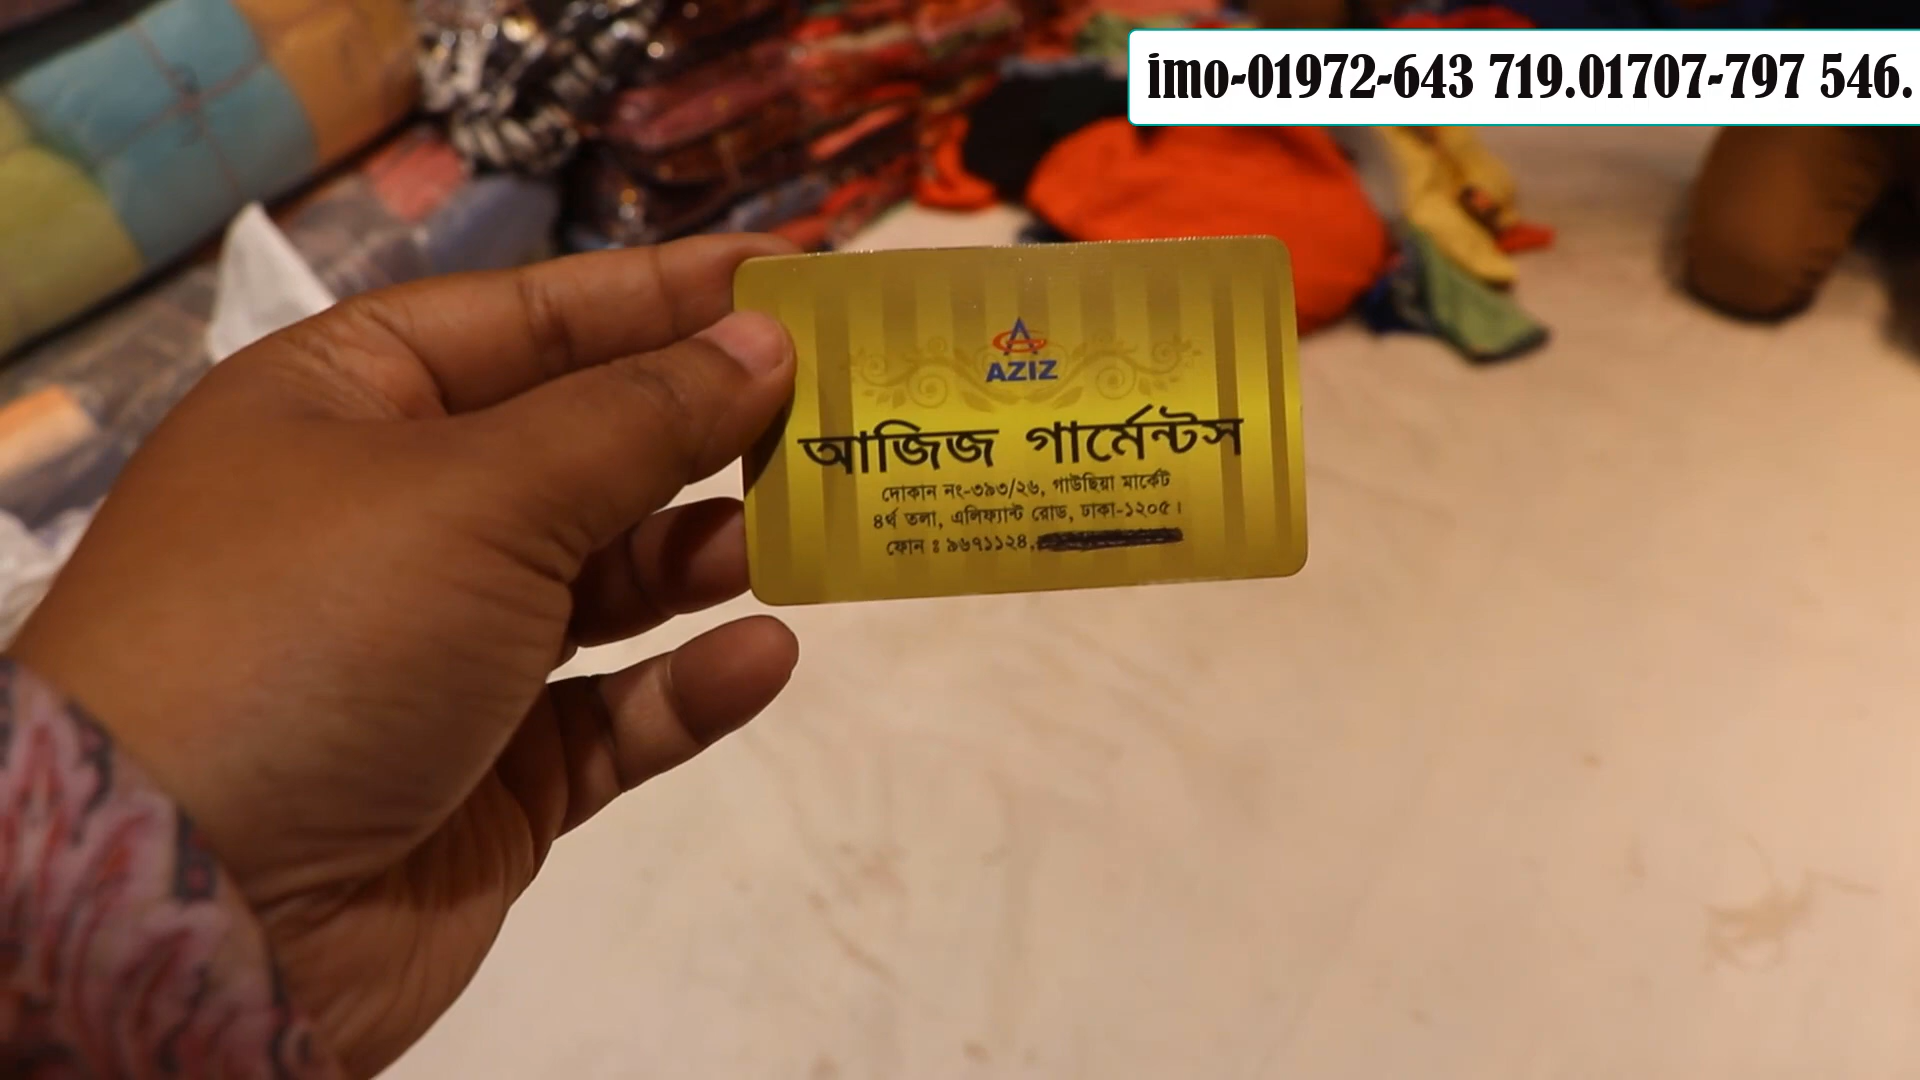 imo-01972-643 719.01707-797 546.
AZIZ
আজিজ গার্মেন্টস
দোকান নং-৩৯৩/২৬, গাউছিয়া মার্কেট
৪র্থ তলা, এলিফ্যান্ট রোড, ঢাকা-১২০৫।
ফোন ঃ ৯৬৭১১২৪,